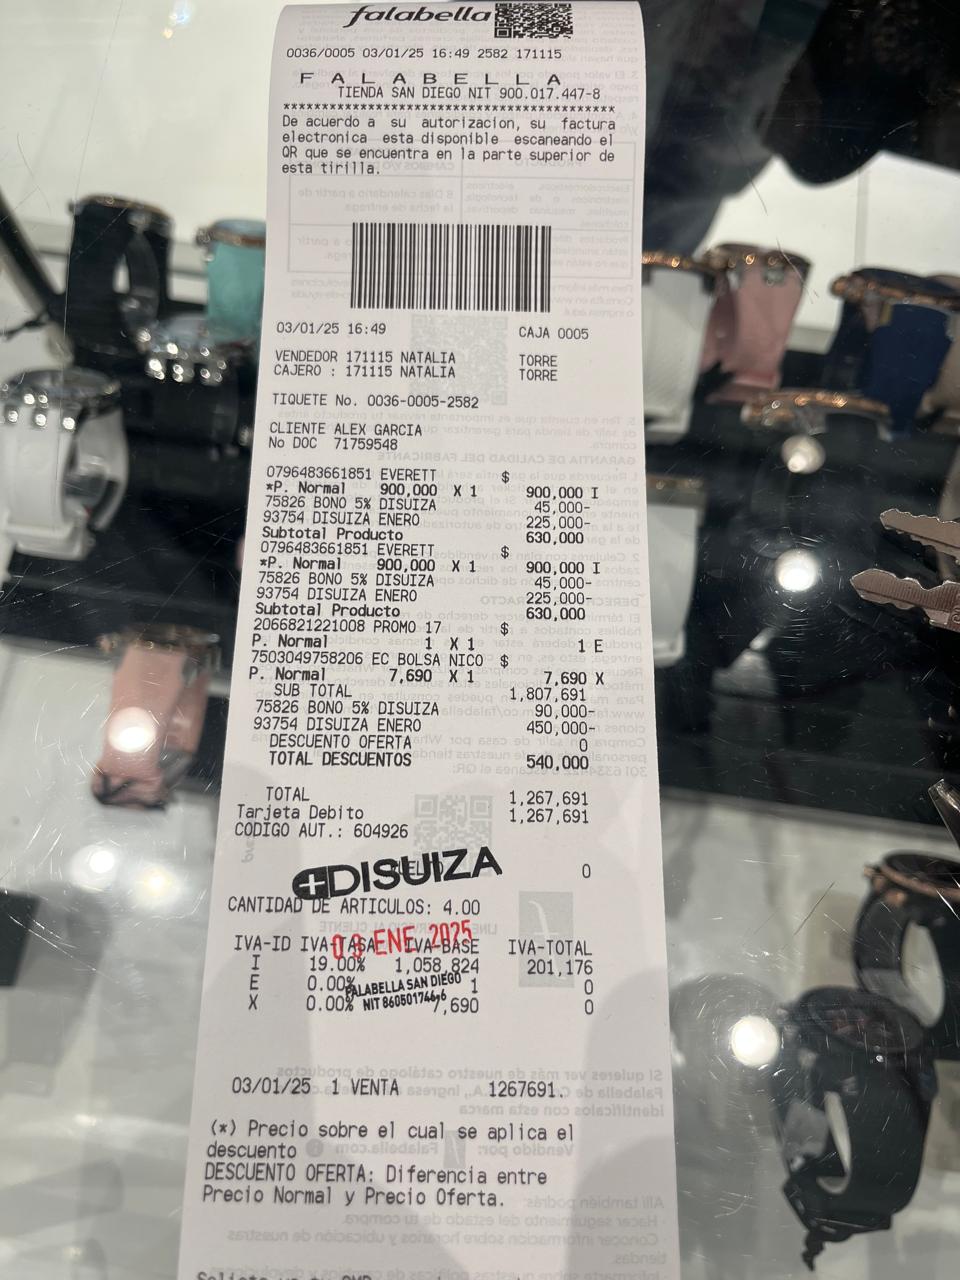 falabella
0036/0005 03/01/25 16:49 2582 171115
F A L A B E L L A
TIENDA SAN DIEGO NIT 900.017.447-8
****************************************
De acuerdo a su autorizacion, su factura
electronica esta disponible escaneando el
QR que se encuentra en la parte superior de
esta tirilla.
03/01/25 16:49 CAJA 0005
VENDEDOR 171115 NATALIA TORRE
CAJERO : 171115 NATALIA TORRE
TIQUETE No. 0036-0005-2582
CLIENTE ALEX GARCIA
No DOC 71759548
0796483661851 EVERETT $
*P. Normal 900,000 X 1 900,000 I
75826 BONO 5% DISUIZA 45,000-
93754 DISUIZA ENERO 225,000-
Subtotal Producto 630,000
0796483661851 EVERETT $
*P. Normal 900,000 X 1 900,000 I
75826 BONO 5% DISUIZA 45,000-
93754 DISUIZA ENERO 225,000-
Subtotal Producto 630,000
2066821221008 PROMO 17 $
P. Normal 1 X 1 1 E
7503049758206 EC BOLSA NICO $
P. Normal 7,690 X 1 7,690 X
SUB TOTAL 1,807,691
75826 BONO 5% DISUIZA 90,000-
93754 DISUIZA ENERO 450,000-
DESCUENTO OFERTA 0
TOTAL DESCUENTOS 540,000
TOTAL 1,267,691
Tarjeta Debito 1,267,691
CODIGO AUT.: 604926
DISUIZA
0
CANTIDAD DE ARTICULOS: 4.00
03 ENE 2025
IVA-ID IVA-TASA IVA-BASE IVA-TOTAL
I 19.00% 1,058,824 201,176
E 0.00% 1 0
FALABELLA SAN DIEGO
X 0.00% 7,690 0
NIT 860501746-6
03/01/25 1 VENTA 1267691.
(*) Precio sobre el cual se aplica el
descuento
DESCUENTO OFERTA: Diferencia entre
Precio Normal y Precio Oferta.